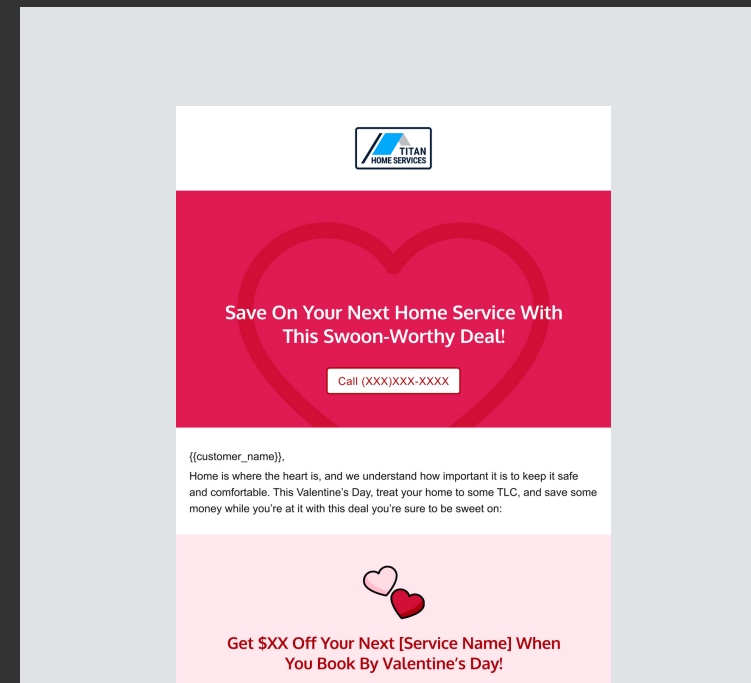 TITAN
HOME SERVICES
Save On Your Next Home Service With
This Swoon-Worthy Deal!
Call (XXX)XXX-XXXX
{{customer_name}},
Home is where the heart is, and we understand how important it is to keep it safe
and comfortable. This Valentine's Day, treat your home to some TLC, and save some
money while you're at it with this deal you're sure to be sweet on:
Get $XX Off Your Next [Service Name] When
You Book By Valentine's Day!